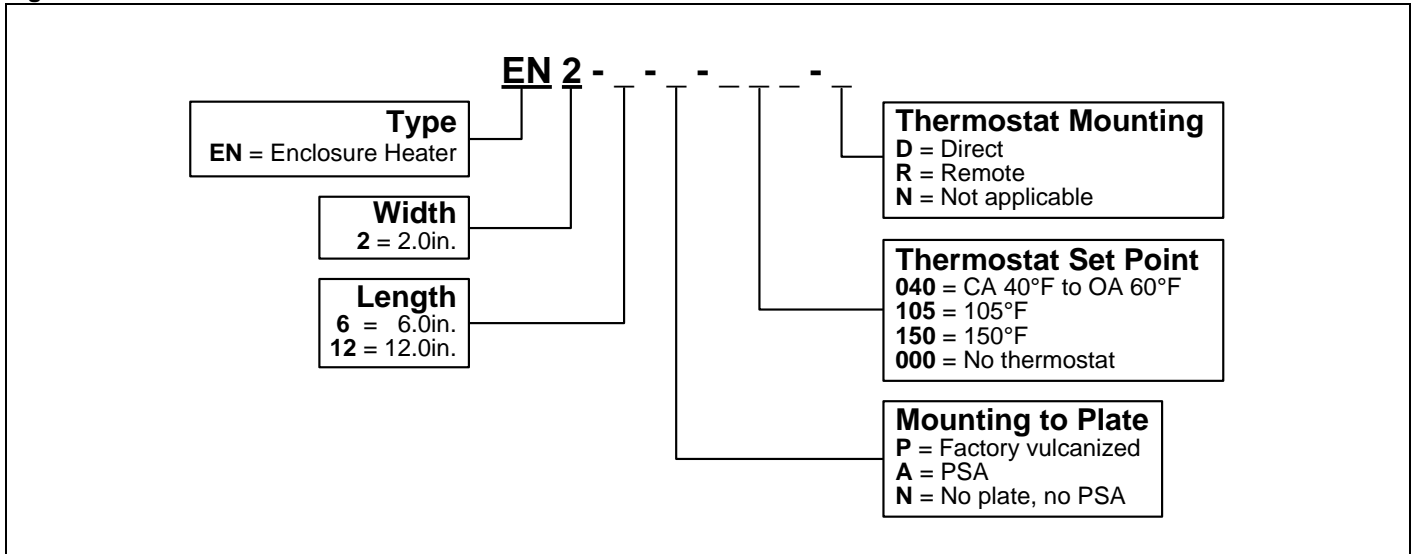 EN 2 - _ - _ - _ _ _ - _
Type
EN = Enclosure Heater
Width
2 = 2.0in.
Length
6 = 6.0in.
12 = 12.0in.
Thermostat Mounting
D = Direct
R = Remote
N = Not applicable
Thermostat Set Point
040 = CA 40°F to OA 60°F
105 = 105°F
150 = 150°F
000 = No thermostat
Mounting to Plate
P = Factory vulcanized
A = PSA
N = No plate, no PSA